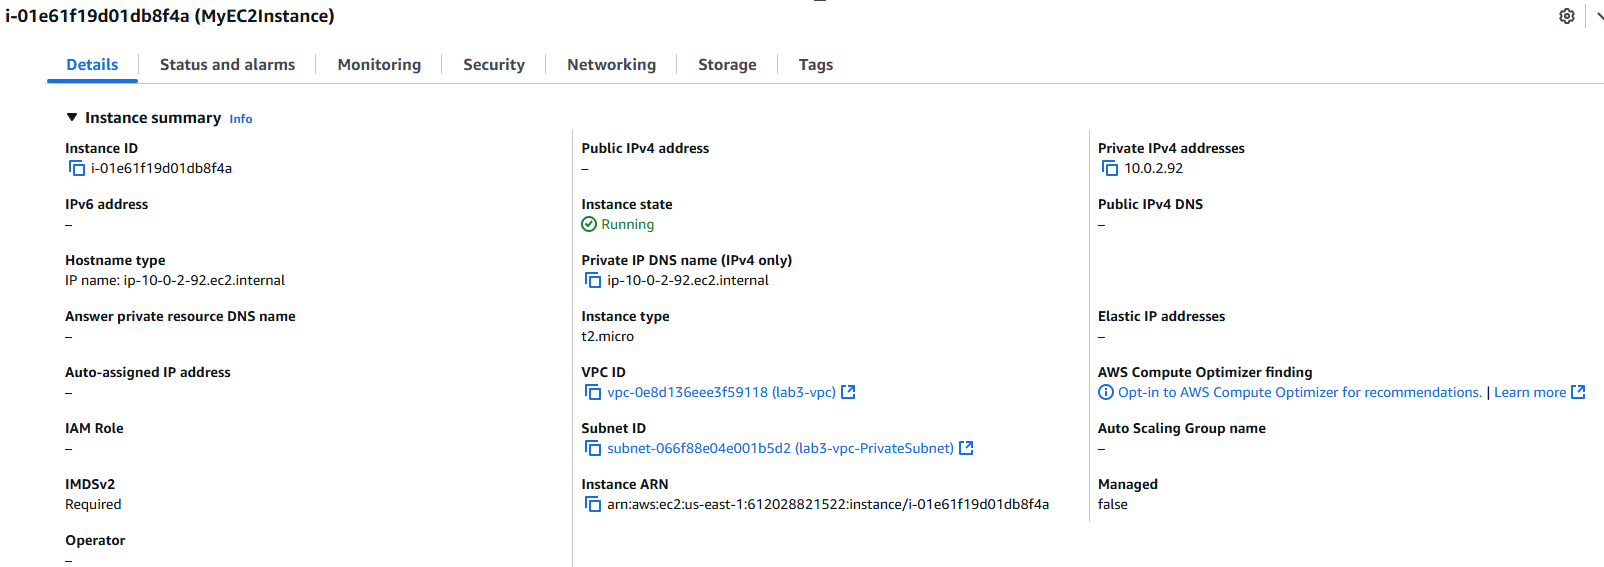 i-01e61f19d01db8f4a (MyEC2Instance)
Details
Status and alarms
Monitoring
Security
Networking
Storage
Tags
Instance summary Info
Instance ID
i-01e61f19d01db8f4a
Public IPv4 address
–
Private IPv4 addresses
10.0.2.92
IPv6 address
–
Instance state
Running
Public IPv4 DNS
–
Hostname type
IP name: ip-10-0-2-92.ec2.internal
Private IP DNS name (IPv4 only)
ip-10-0-2-92.ec2.internal
Answer private resource DNS name
–
Instance type
t2.micro
Elastic IP addresses
–
Auto-assigned IP address
–
VPC ID
vpc-0e8d136eee3f59118 (lab3-vpc)
AWS Compute Optimizer finding
Opt-in to AWS Compute Optimizer for recommendations. | Learn more
IAM Role
–
Subnet ID
subnet-066f88e04e001b5d2 (lab3-vpc-PrivateSubnet)
Auto Scaling Group name
–
IMDSv2
Required
Instance ARN
arn:aws:ec2:us-east-1:612028821522:instance/i-01e61f19d01db8f4a
Managed
false
Operator
–